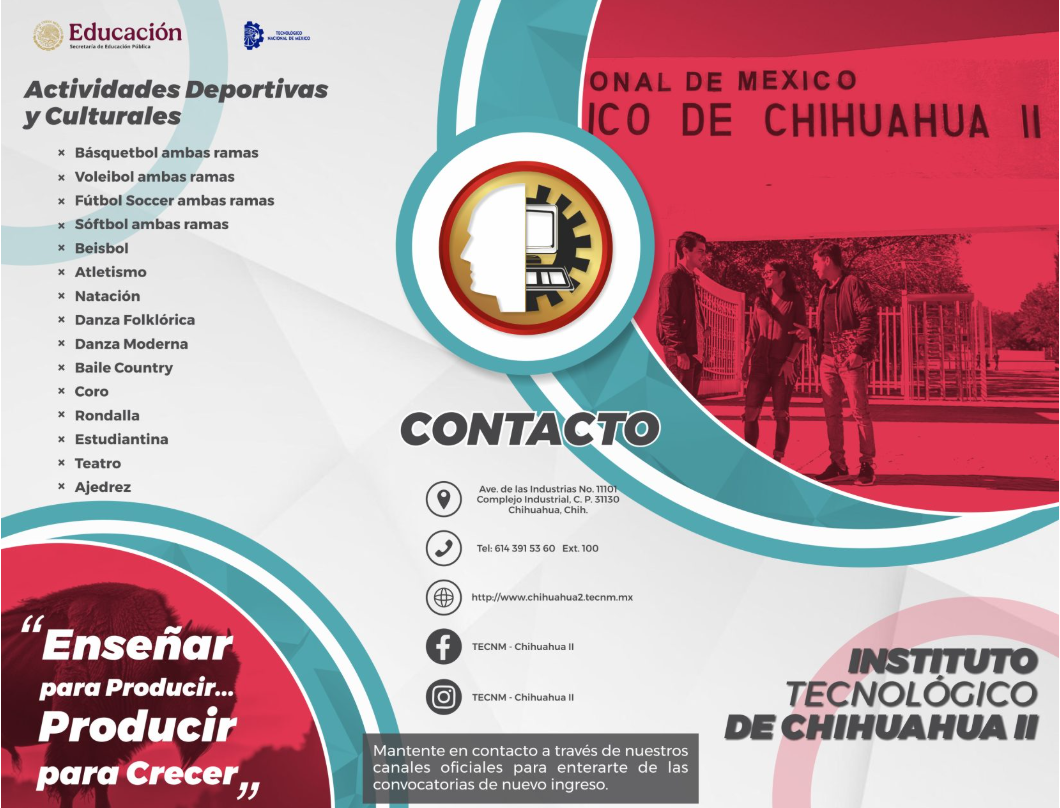 Educación
Secretaría de Educación Pública
TECNOLÓGICO
NACIONAL DE MÉXICO
Actividades Deportivas
y Culturales
× Básquetbol ambas ramas
× Voleibol ambas ramas
× Fútbol Soccer ambas ramas
× Sóftbol ambas ramas
× Beisbol
× Atletismo
× Natación
× Danza Folklórica
× Danza Moderna
× Baile Country
× Coro
× Rondalla
× Estudiantina
× Teatro
× Ajedrez
“Enseñar
para Producir...
Producir
para Crecer„
CONTACTO
Ave. de las Industrias No. 11101
Complejo Industrial, C. P. 31130
Chihuahua, Chih.
Tel: 614 391 53 60 Ext. 100
http://www.chihuahua2.tecnm.mx
TECNM - Chihuahua II
TECNM - Chihuahua II
Mantente en contacto a través de nuestros
canales oficiales para enterarte de las
convocatorias de nuevo ingreso.
ONAL DE MEXICO
ICO DE CHIHUAHUA II
INSTITUTO
TECNOLÓGICO
DE CHIHUAHUA II